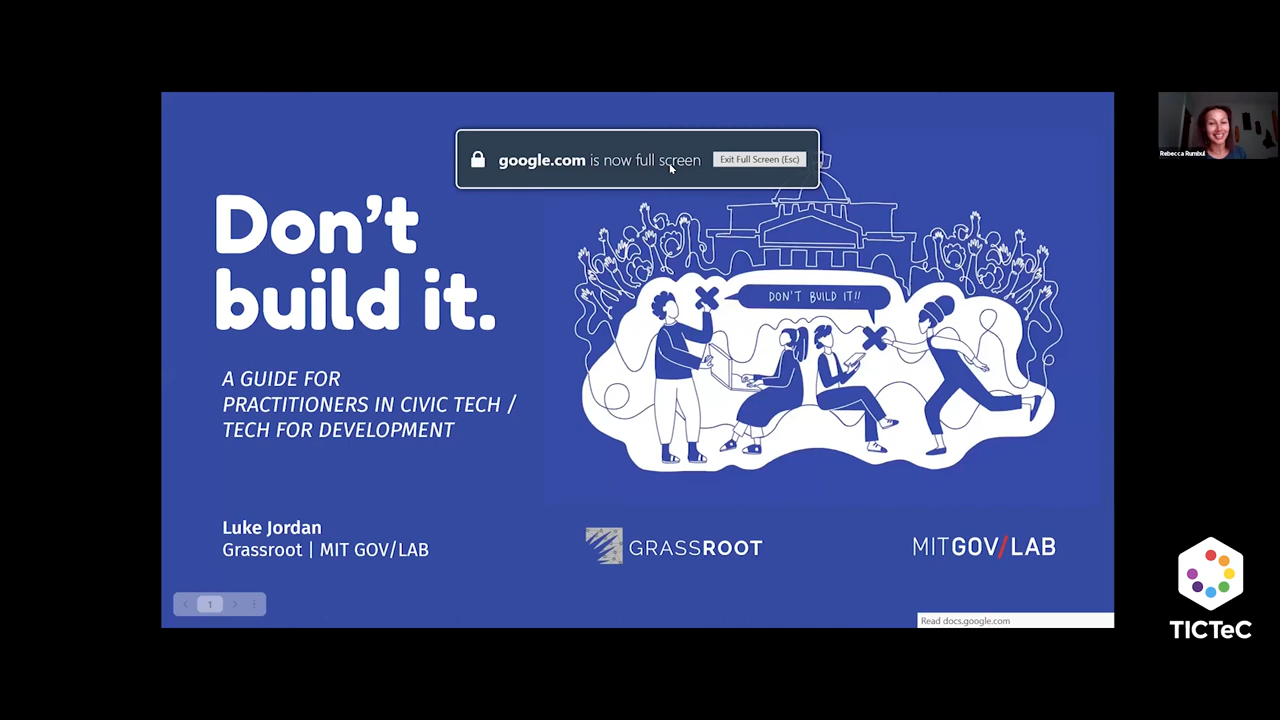 google.com is now full screen
Exit Full Screen (Esc)
Rebecca Rumbul
Don't
build it.
DON'T BUILD IT!!
A GUIDE FOR
PRACTITIONERS IN CIVIC TECH /
TECH FOR DEVELOPMENT
Luke Jordan
Grassroot | MIT GOV/LAB
GRASSROOT
MITGOV/LAB
1
Read docs.google.com
TICTeC